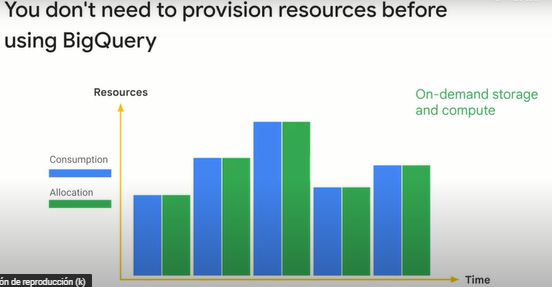 You don't need to provision resources before
using BigQuery
Resources
On-demand storage
and compute
Consumption
Allocation
Time
ón de reproducción (k)